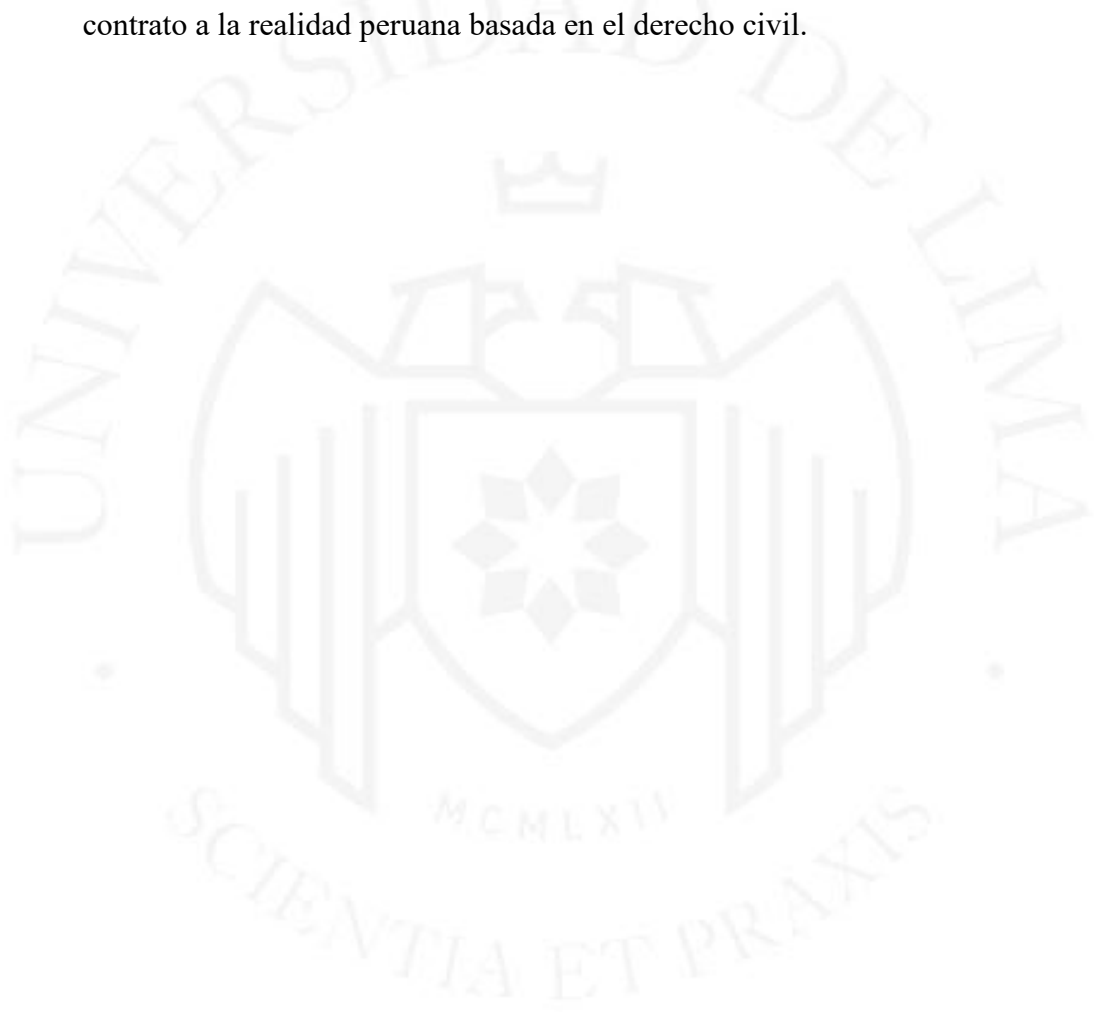 contrato a la realidad peruana basada en el derecho civil.
UNIVERSIDAD DE LIMA
MCMLXII
SCIENTIA ET PRAXIS